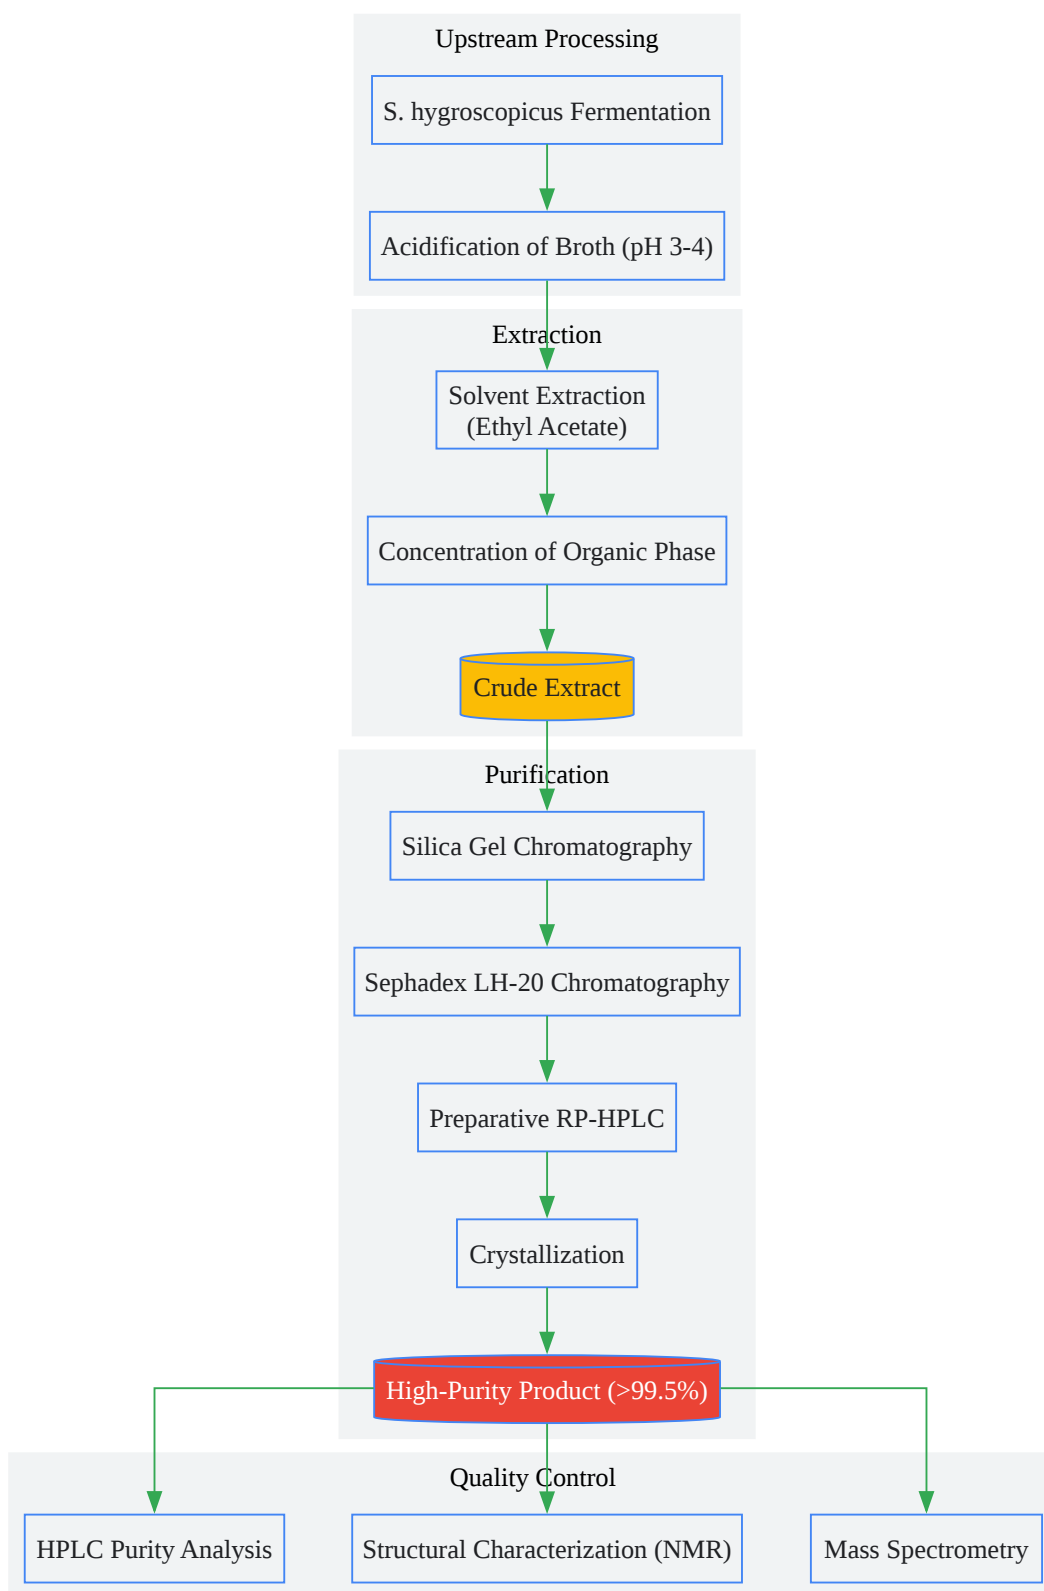 Upstream Processing
S. hygroscopicus Fermentation
Acidification of Broth (pH 3-4)
Extraction
Solvent Extraction
(Ethyl Acetate)
Concentration of Organic Phase
Crude Extract
Purification
Silica Gel Chromatography
Sephadex LH-20 Chromatography
Preparative RP-HPLC
Crystallization
High-Purity Product (>99.5%)
Quality Control
HPLC Purity Analysis
Structural Characterization (NMR)
Mass Spectrometry